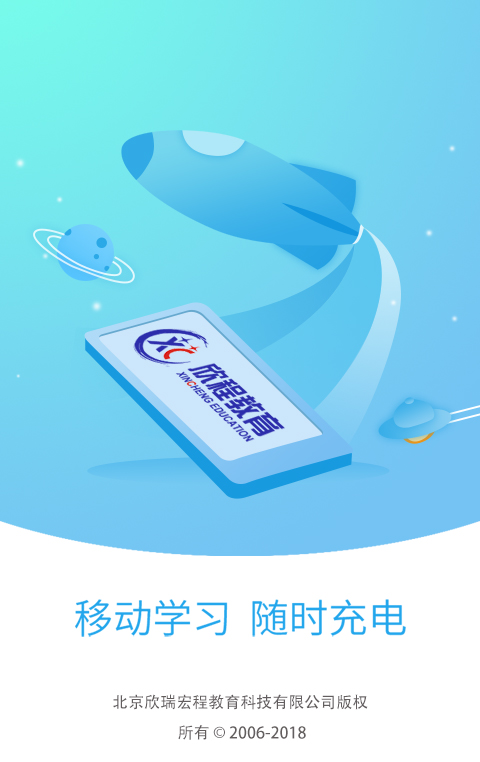 XC
欣程教育
XINCHENG EDUCATION
移动学习 随时充电
北京欣瑞宏程教育科技有限公司版权
所有 © 2006-2018